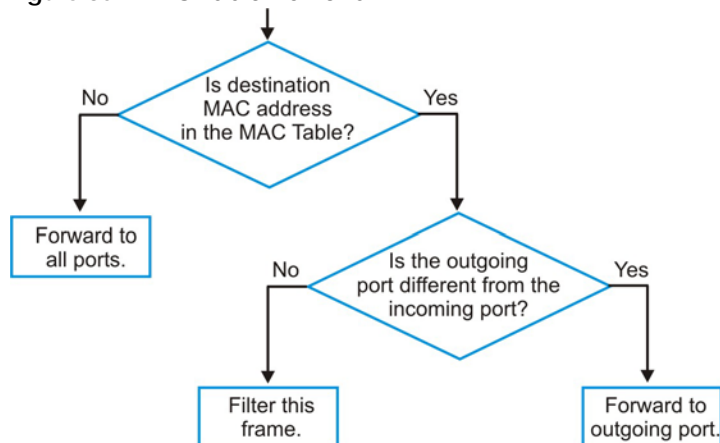 Is destination
MAC address
in the MAC Table?
No
Yes
Forward to
all ports.
Is the outgoing
port different from the
incoming port?
No
Yes
Filter this
frame.
Forward to
outgoing port.